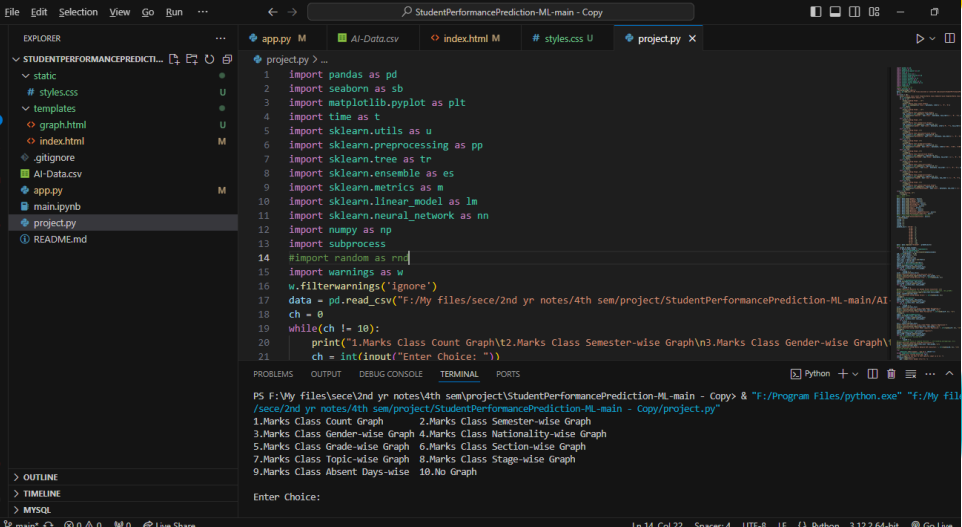 File Edit Selection View Go Run ··· ← → StudentPerformancePrediction-ML-main - Copy
EXPLORER ···
STUDENTPERFORMANCEPREDICTI...
static
# styles.css U
templates
<> graph.html U
<> index.html M
.gitignore
AI-Data.csv
app.py M
main.ipynb
project.py
README.md
OUTLINE
TIMELINE
MYSQL
app.py M AI-Data.csv <> index.html M # styles.css U project.py ×
project.py > ...
1 import pandas as pd
2 import seaborn as sb
3 import matplotlib.pyplot as plt
4 import time as t
5 import sklearn.utils as u
6 import sklearn.preprocessing as pp
7 import sklearn.tree as tr
8 import sklearn.ensemble as es
9 import sklearn.metrics as m
10 import sklearn.linear_model as lm
11 import sklearn.neural_network as nn
12 import numpy as np
13 import subprocess
14 #import random as rnd
15 import warnings as w
16 w.filterwarnings('ignore')
17 data = pd.read_csv("F:/My files/sece/2nd yr notes/4th sem/project/StudentPerformancePrediction-ML-main/AI-
18 ch = 0
19 while(ch != 10):
20 print("1.Marks Class Count Graph\t2.Marks Class Semester-wise Graph\n3.Marks Class Gender-wise Graph\t
21 ch = int(input("Enter Choice: "))
PROBLEMS OUTPUT DEBUG CONSOLE TERMINAL PORTS Python
PS F:\My files\sece\2nd yr notes\4th sem\project\StudentPerformancePrediction-ML-main - Copy> & "F:/Program Files/python.exe" "f:/My file
/sece/2nd yr notes/4th sem/project/StudentPerformancePrediction-ML-main - Copy/project.py"
1.Marks Class Count Graph 2.Marks Class Semester-wise Graph
3.Marks Class Gender-wise Graph 4.Marks Class Nationality-wise Graph
5.Marks Class Grade-wise Graph 6.Marks Class Section-wise Graph
7.Marks Class Topic-wise Graph 8.Marks Class Stage-wise Graph
9.Marks Class Absent Days-wise 10.No Graph
Enter Choice:
main* 0 0 0 Live Share Ln 14, Col 22 Spaces: 4 UTF-8 LF {} Python 3.12.2 64-bit Go Live